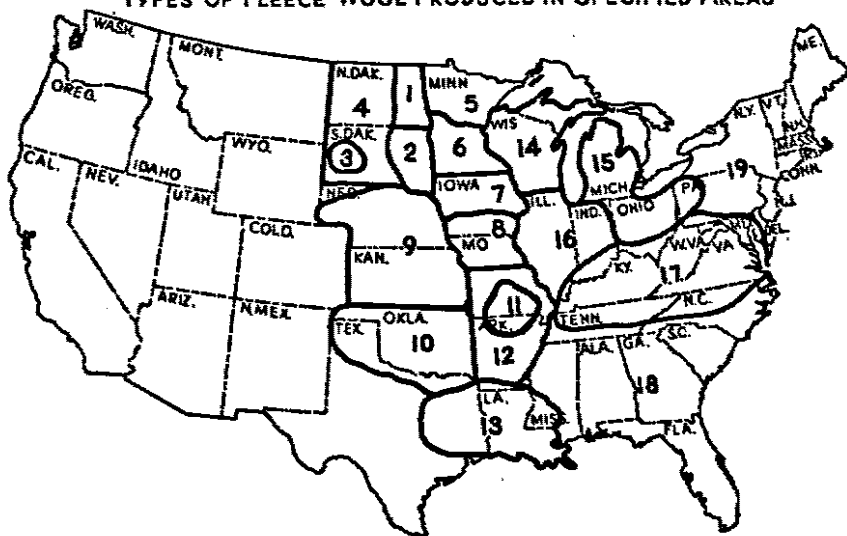 TYPES OF FLEECE WOOL PRODUCED IN SPECIFIED AREAS
WASH.
MONT.
N.DAK.
MINN
ME.
OREG.
1
4
5
WIS
N.Y.
VT.
N.H.
MASS.
R.I.
CONN.
S.DAK.
3
2
6
14
15
MICH.
19
IDAHO
WYO.
CAL.
NEV.
UTAH
NEB.
IOWA
7
ILL.
IND.
OHIO
PA.
N.J.
DEL.
MD.
COLO.
9
8
MO
16
W.VA.
VA
KAN.
KY.
17
ARIZ.
N.MEX.
TEX.
OKLA.
10
11
ARK.
12
TENN.
N.C.
S.C.
ALA.
GA.
18
LA.
13
MISS.
FLA.